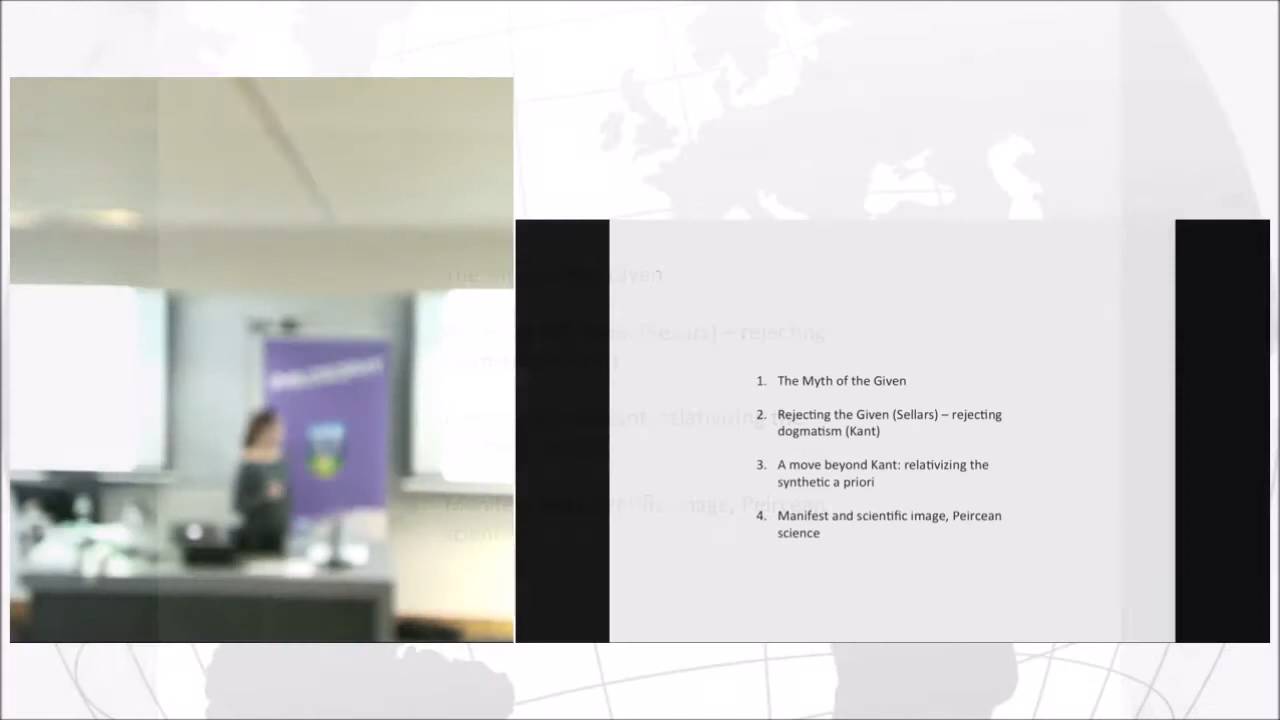 1. The Myth of the Given
2. Rejecting the Given (Sellars) – rejecting
dogmatism (Kant)
3. A move beyond Kant: relativizing the
synthetic a priori
4. Manifest and scientific image, Peircean
science